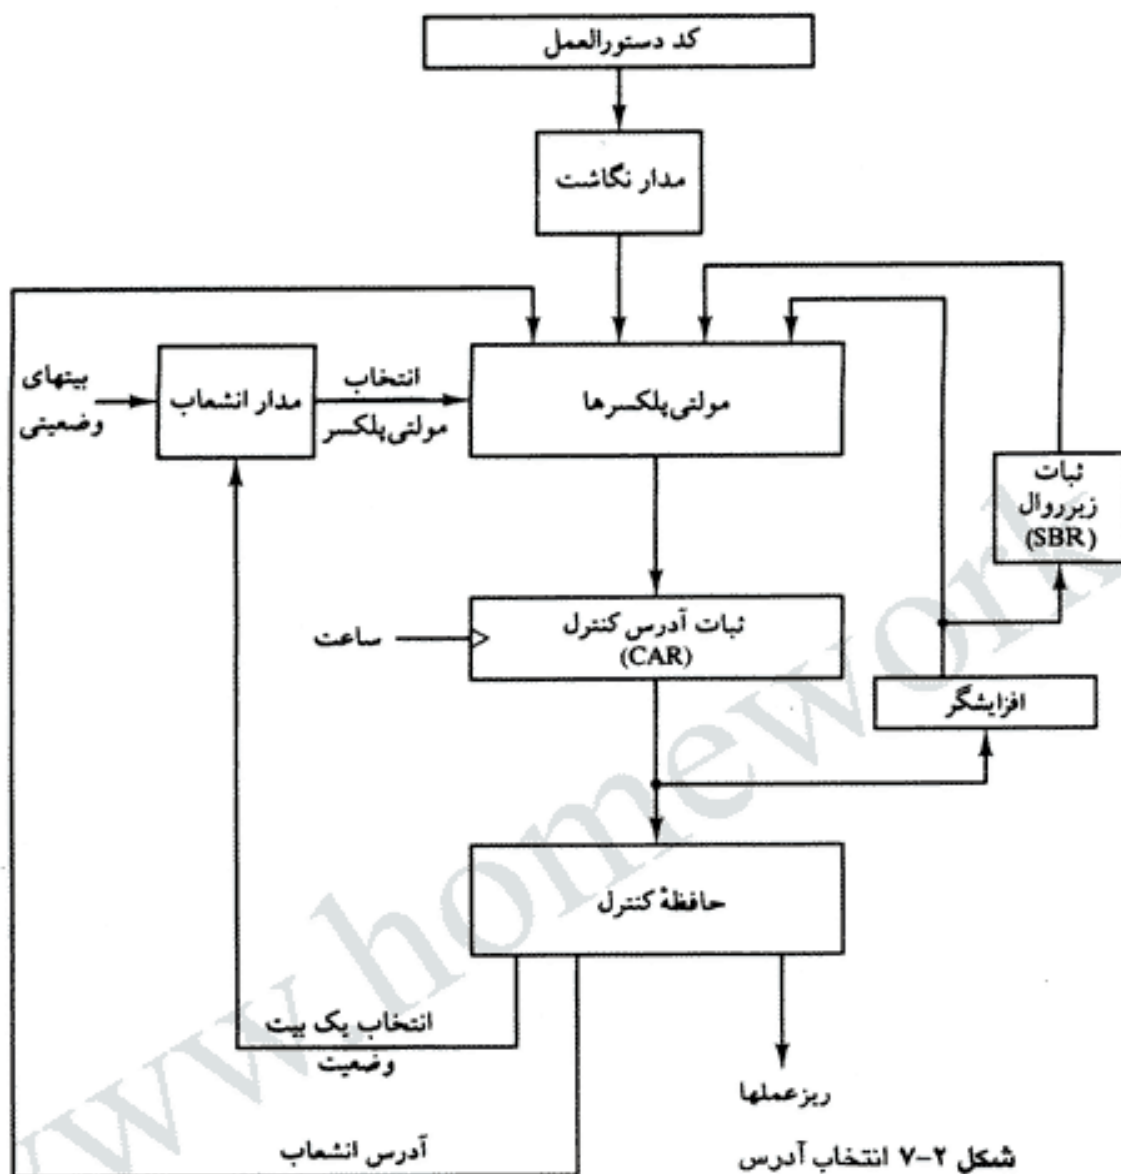 کد دستورالعمل
مدار نگاشت
بیتهای
وضعیتی
مدار انشعاب
انتخاب
مولتی‌پلکسر
مولتی‌پلکسرها
ثبات
زیرروال
(SBR)
ساعت
ثبات آدرس کنترل
(CAR)
افزایشگر
حافظهٔ کنترل
انتخاب یک بیت
وضعیت
ریزعملها
آدرس انشعاب
شکل ۲-۷ انتخاب آدرس
www.homework